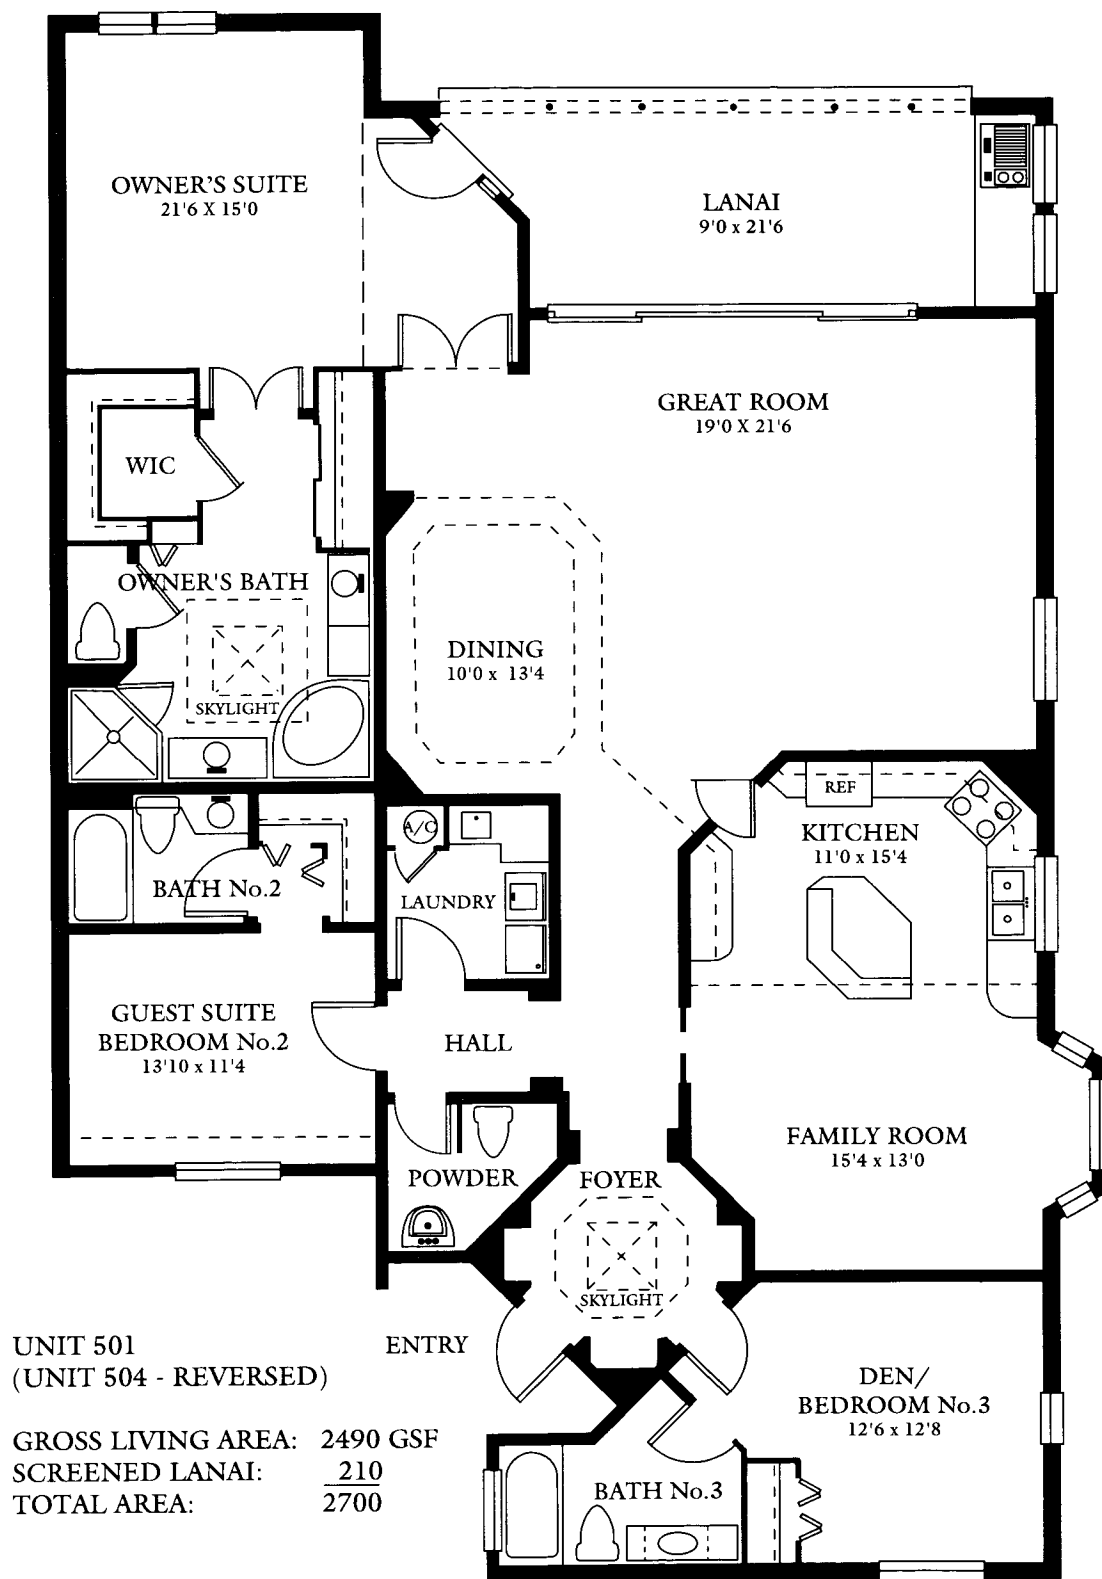 OWNER'S SUITE
21'6 X 15'0
LANAI
9'0 x 21'6
GREAT ROOM
19'0 X 21'6
WIC
OWNER'S BATH
SKYLIGHT
DINING
10'0 x 13'4
REF
KITCHEN
11'0 x 15'4
A/C
LAUNDRY
BATH No.2
GUEST SUITE
BEDROOM No.2
13'10 x 11'4
HALL
FAMILY ROOM
15'4 x 13'0
POWDER
FOYER
SKYLIGHT
ENTRY
DEN/
BEDROOM No.3
12'6 x 12'8
BATH No.3
UNIT 501
(UNIT 504 - REVERSED)
GROSS LIVING AREA: 2490 GSF
SCREENED LANAI: 210
TOTAL AREA: 2700